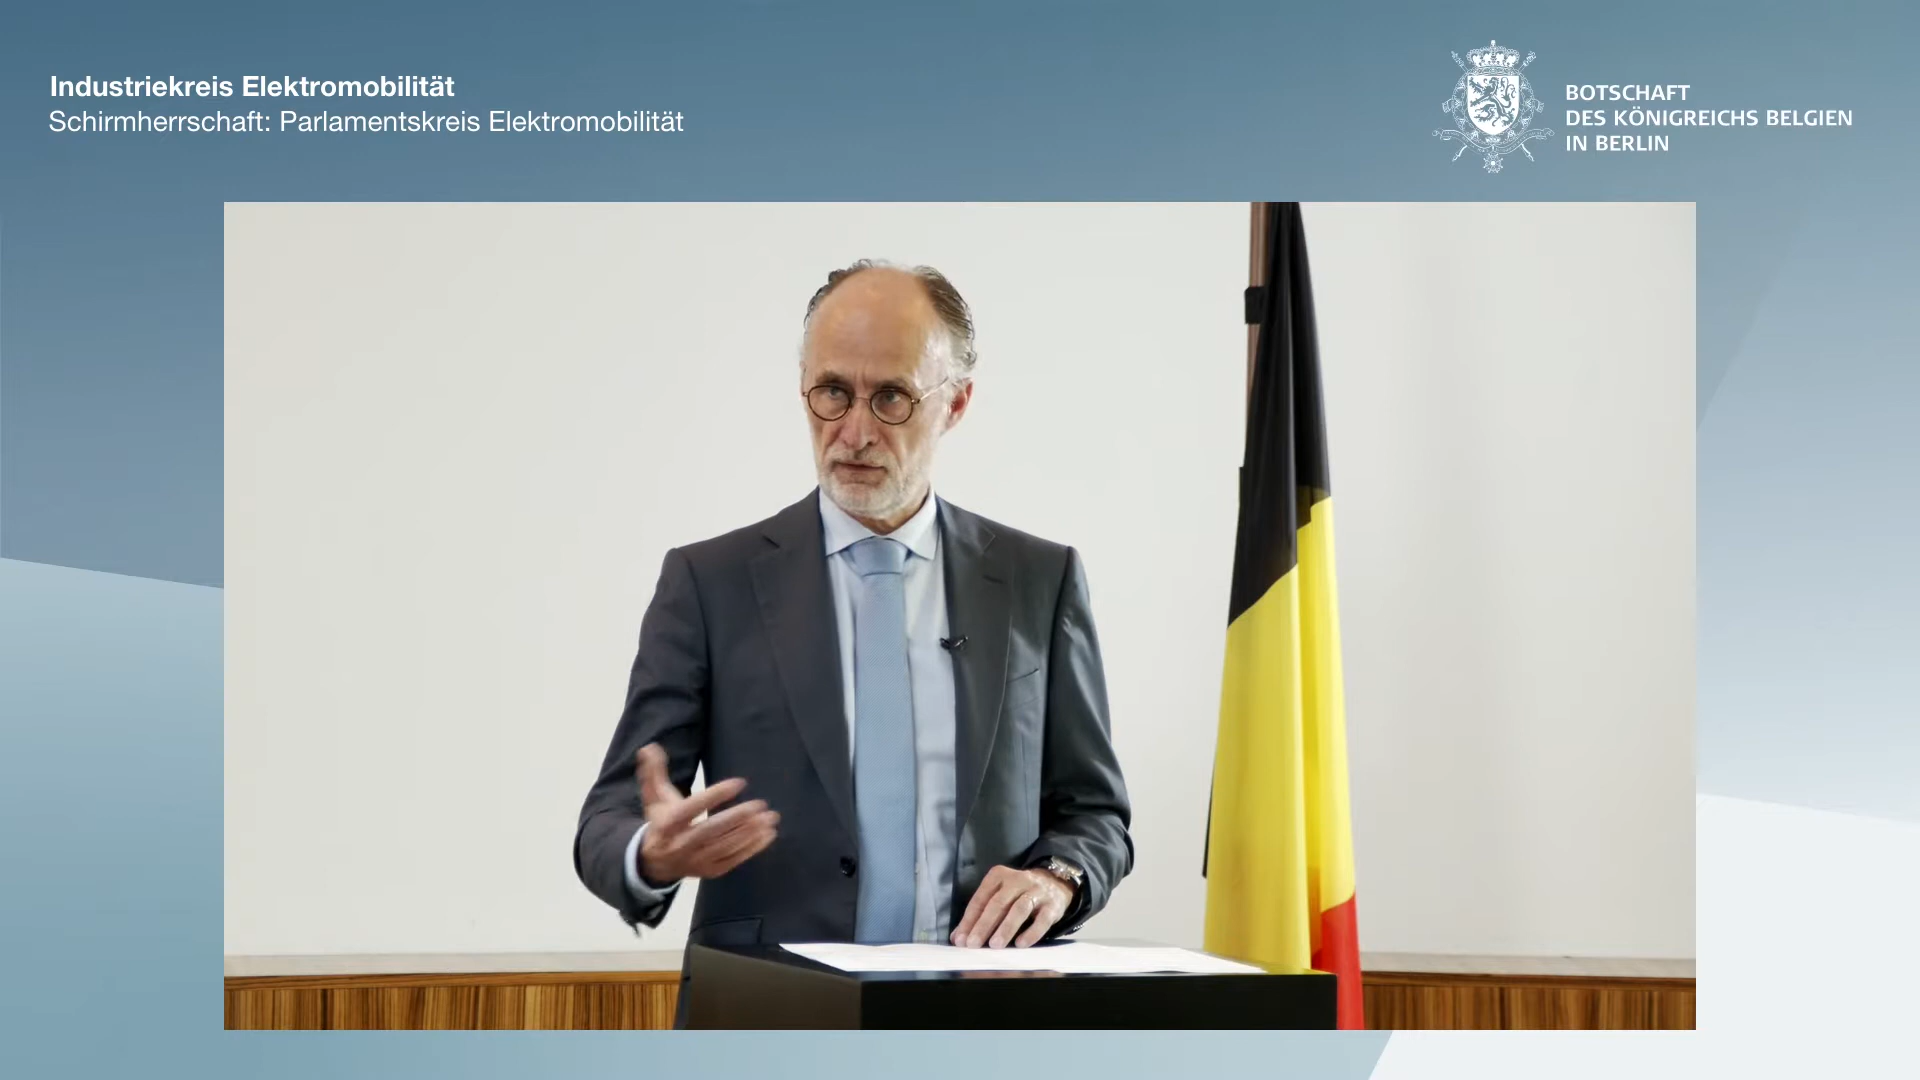 Industriekreis Elektromobilität
Schirmherrschaft: Parlamentskreis Elektromobilität
BOTSCHAFT
DES KÖNIGREICHS BELGIEN
IN BERLIN